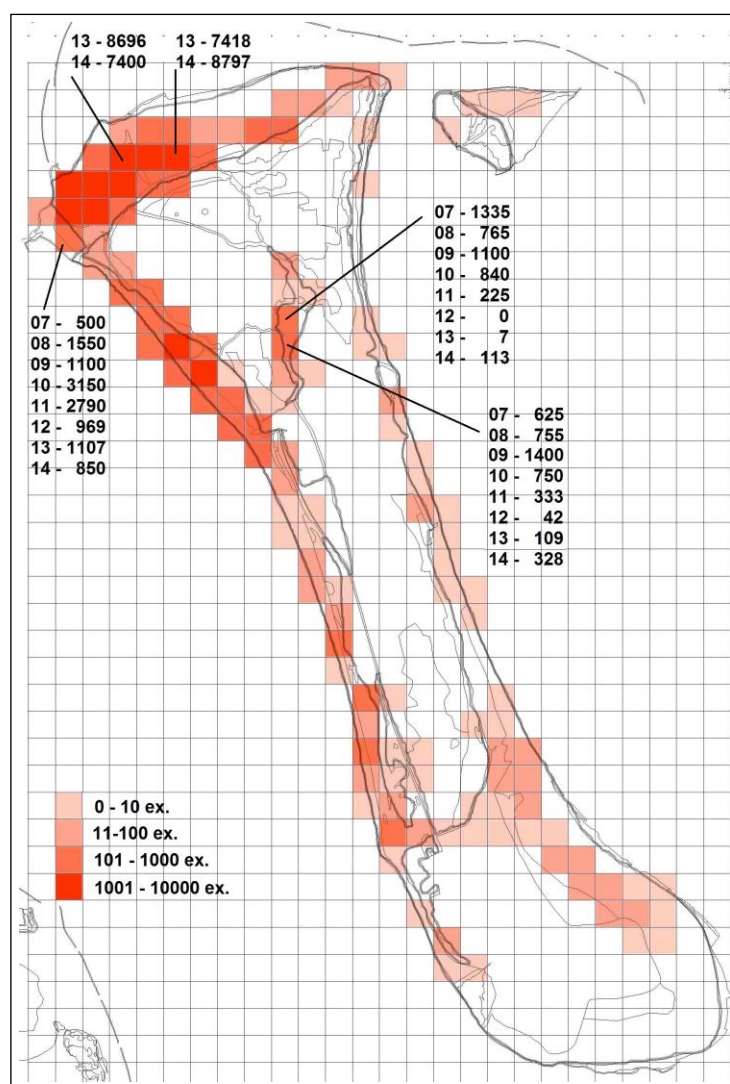 13 - 8696
14 - 7400
13 - 7418
14 - 8797
07 - 1335
08 - 765
09 - 1100
10 - 840
11 - 225
12 - 0
13 - 7
14 - 113
07 - 500
08 - 1550
09 - 1100
10 - 3150
11 - 2790
12 - 969
13 - 1107
14 - 850
07 - 625
08 - 755
09 - 1400
10 - 750
11 - 333
12 - 42
13 - 109
14 - 328
0 - 10 ex.
11-100 ex.
101 - 1000 ex.
1001 - 10000 ex.